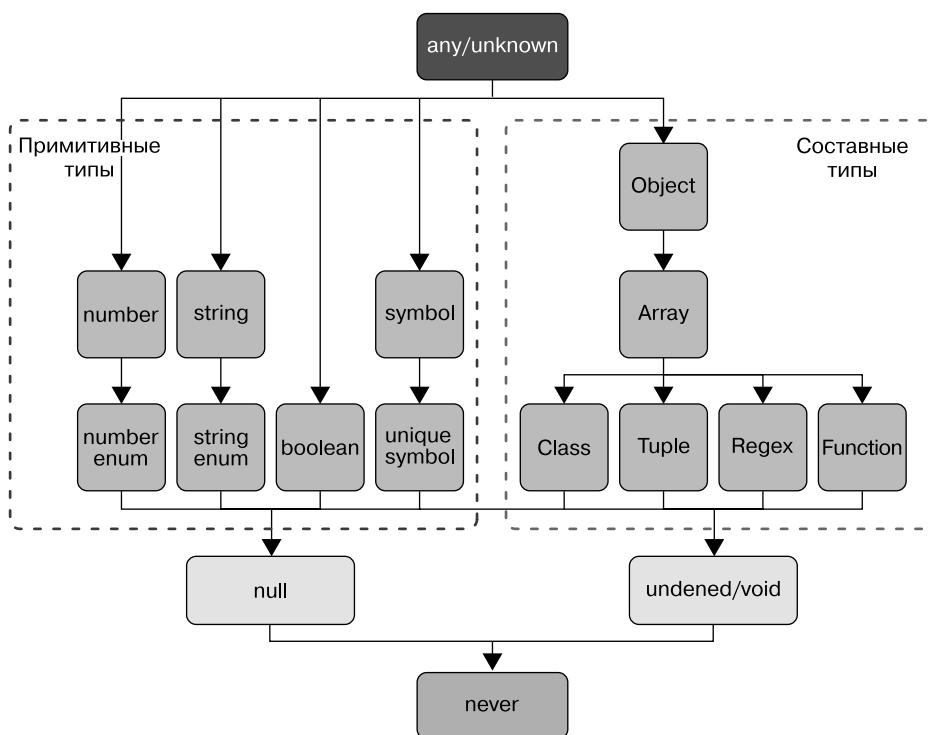 any/unknown
Примитивные
типы
Составные
типы
Object
number
string
symbol
Array
number
enum
string
enum
boolean
unique
symbol
Class
Tuple
Regex
Function
null
undened/void
never